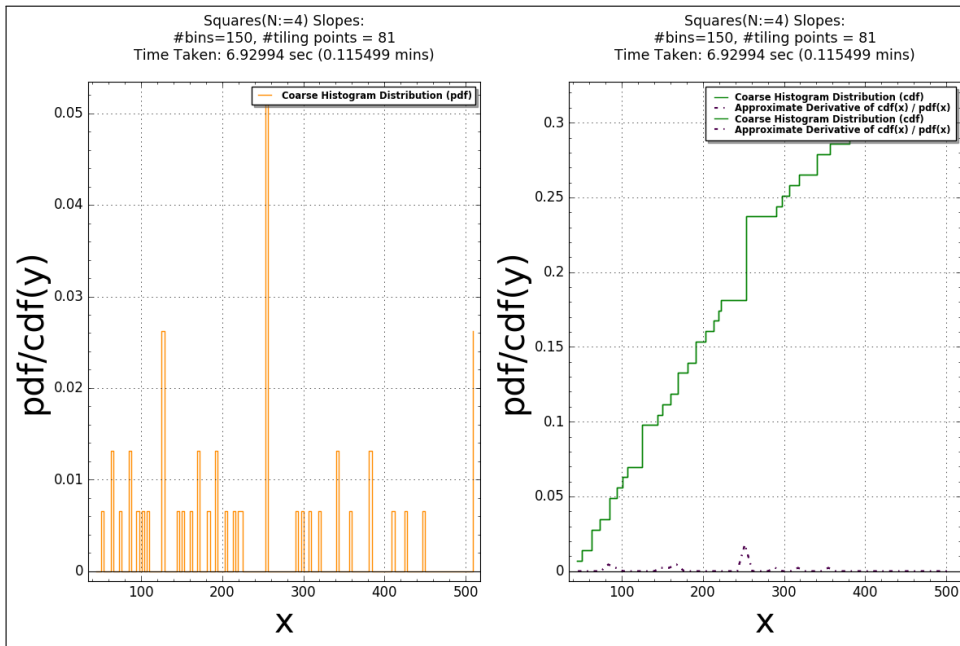 Squares(N:=4) Slopes:
#bins=150, #tiling points = 81
Time Taken: 6.92994 sec (0.115499 mins)
Coarse Histogram Distribution (pdf)
0.05
0.04
0.03
0.02
0.01
0
pdf/cdf(y)
100
200
300
400
500
x
Squares(N:=4) Slopes:
#bins=150, #tiling points = 81
Time Taken: 6.92994 sec (0.115499 mins)
Coarse Histogram Distribution (cdf)
Approximate Derivative of cdf(x) / pdf(x)
Coarse Histogram Distribution (cdf)
Approximate Derivative of cdf(x) / pdf(x)
0.3
0.25
0.2
0.15
0.1
0.05
0
pdf/cdf(y)
100
200
300
400
500
x